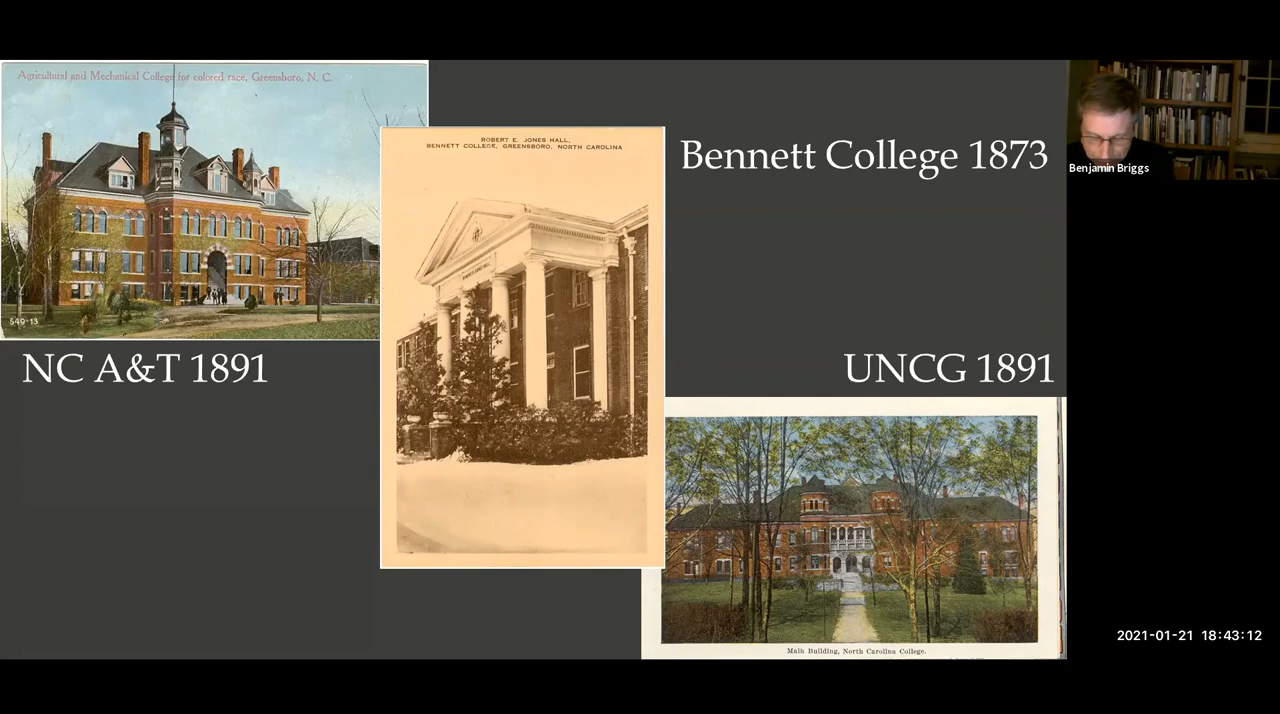 Agricultural and Mechanical College for colored race, Greensboro, N. C.
549-13
NC A&T 1891
ROBERT E. JONES HALL,
BENNETT COLLEGE, GREENSBORO, NORTH CAROLINA
Bennett College 1873
UNCG 1891
Main Building, North Carolina College.
Benjamin Briggs
2021-01-21 18:43:12